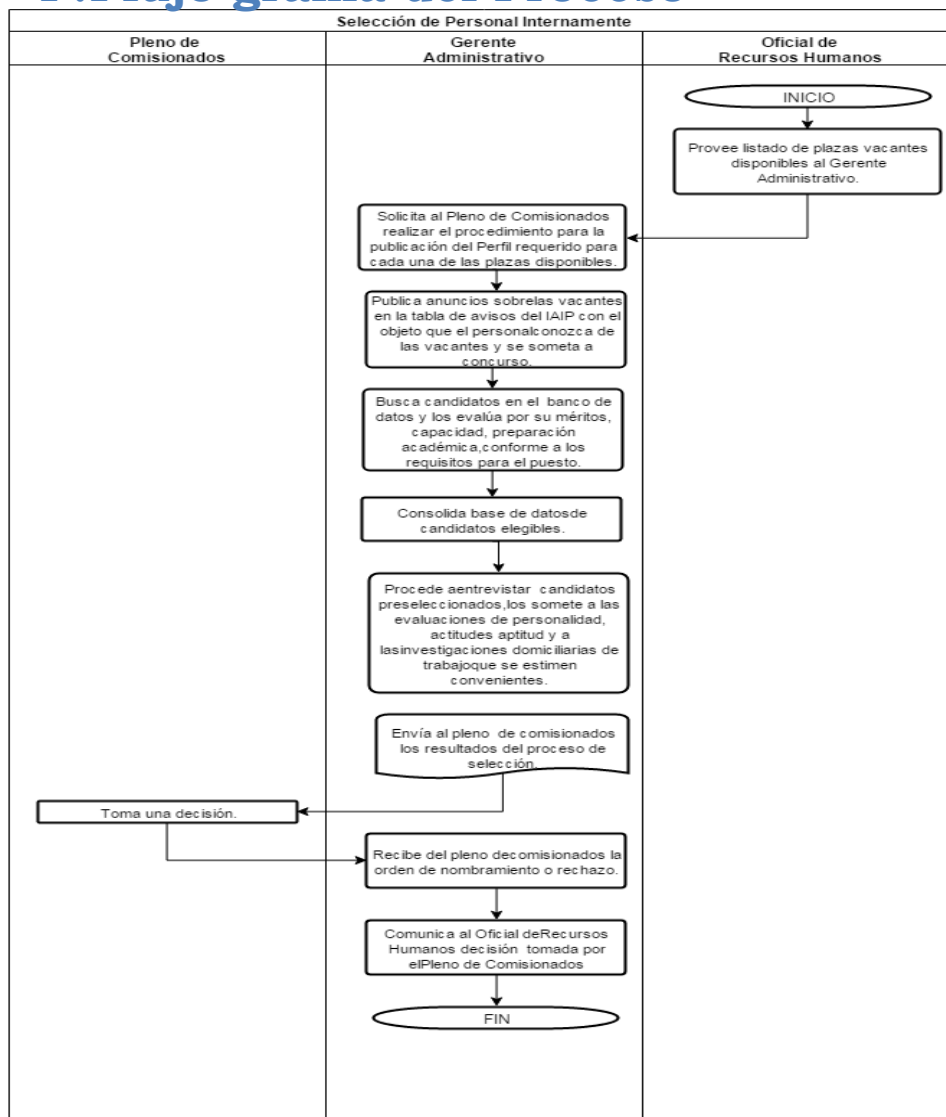 Selección de Personal Internamente
Pleno de
Comisionados
Gerente
Administrativo
Oficial de
Recursos Humanos
INICIO
Provee listado de plazas vacantes
disponibles al Gerente
Administrativo.
Solicita al Pleno de Comisionados
realizar el procedimiento para la
publicación del Perfil requerido para
cada una de las plazas disponibles.
Publica anuncios sobrelas vacantes
en la tabla de avisos del IAIP con el
objeto que el personalconozca de
las vacantes y se someta a
concurso.
Busca candidatos en el banco de
datos y los evalúa por su méritos,
capacidad, preparación
académica,conforme a los
requisitos para el puesto.
Consolida base de datosde
candidatos elegibles.
Procede aentrevistar candidatos
preseleccionados,los somete a las
evaluaciones de personalidad,
actitudes aptitud y a
lasinvestigaciones domiciliarias de
trabajoque se estimen
convenientes.
Envía al pleno de comisionados
los resultados del proceso de
selección.
Toma una decisión.
Recibe del pleno decomisionados la
orden de nombramiento o rechazo.
Comunica al Oficial deRecursos
Humanos decisión tomada por
elPleno de Comisionados
FIN